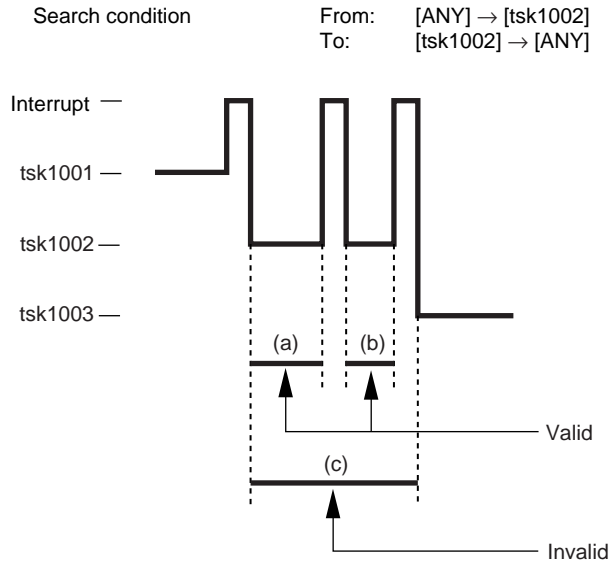 Search condition From: [ANY] → [tsk1002]
To: [tsk1002] → [ANY]
Interrupt
tsk1001
tsk1002
tsk1003
(a) (b)
Valid
(c)
Invalid